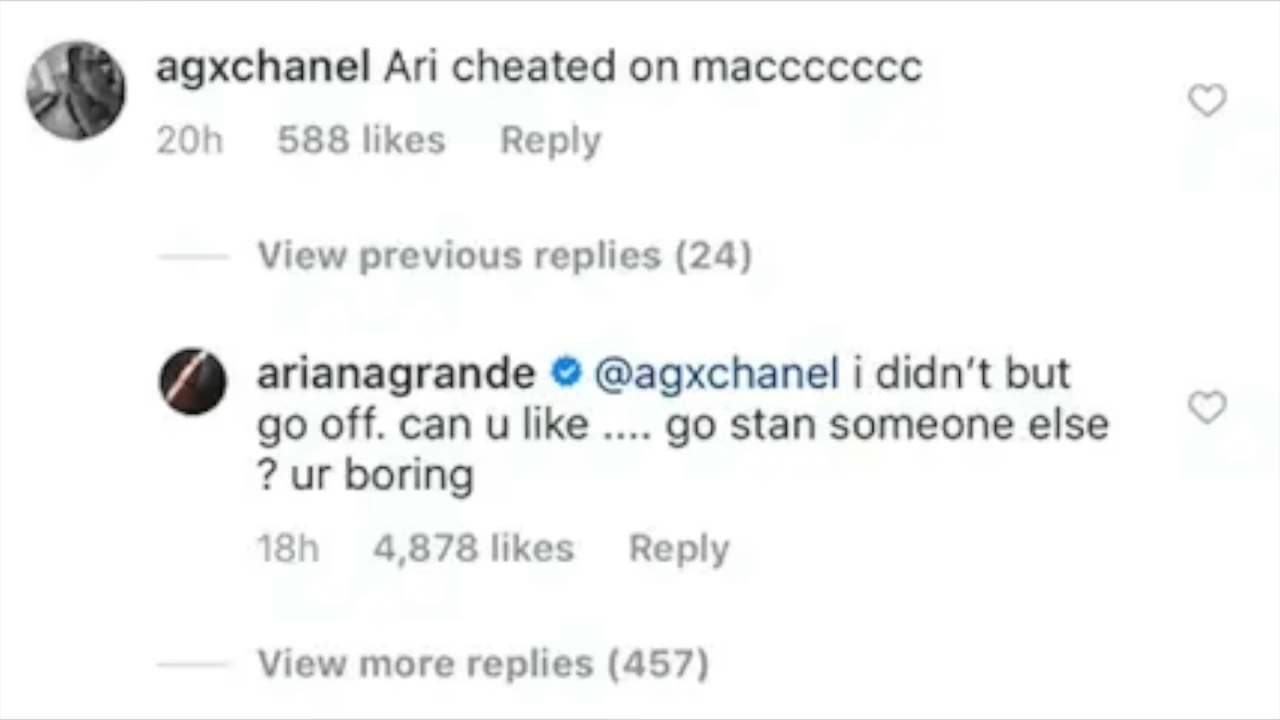 agxchanel Ari cheated on maccccccc
20h 588 likes Reply
View previous replies (24)
arianagrande @agxchanel i didn’t but
go off. can u like .... go stan someone else
? ur boring
18h 4,878 likes Reply
View more replies (457)